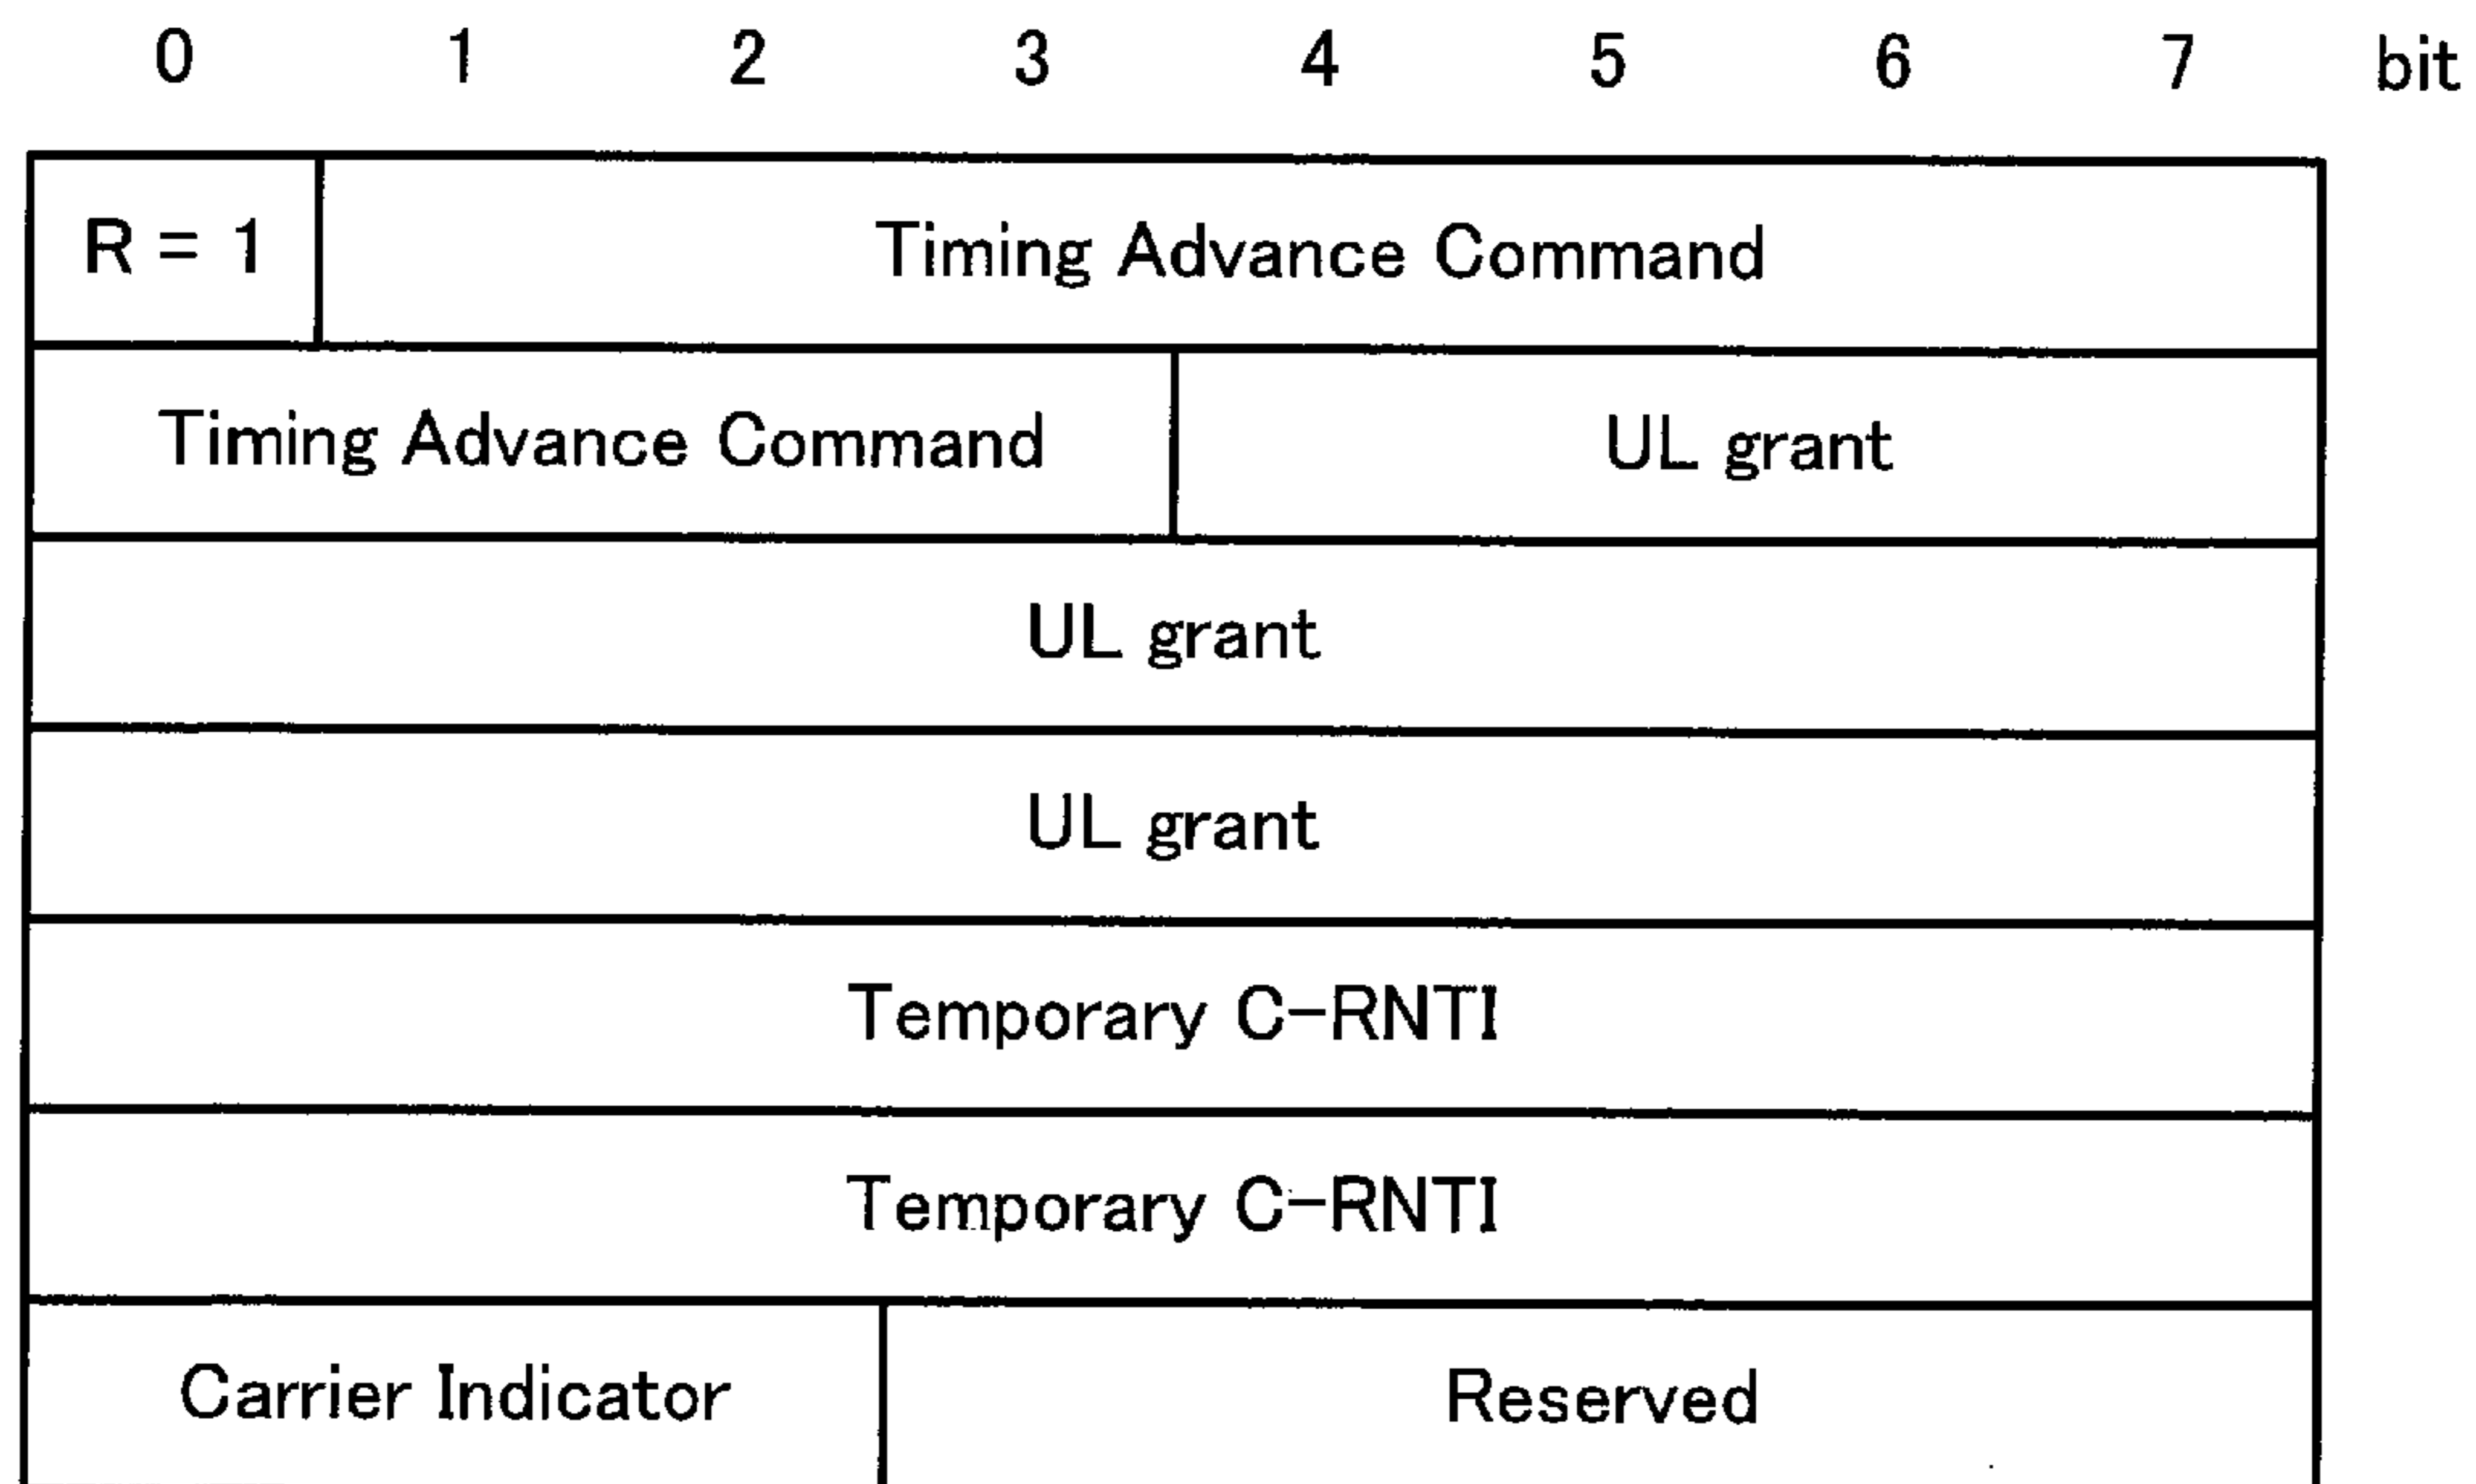 0 1 2 3 4 5 6 7 bit
R = 1 Timing Advance Command
Timing Advance Command UL grant
UL grant
UL grant
Temporary C-RNTI
Temporary C-RNTI
Carrier Indicator Reserved